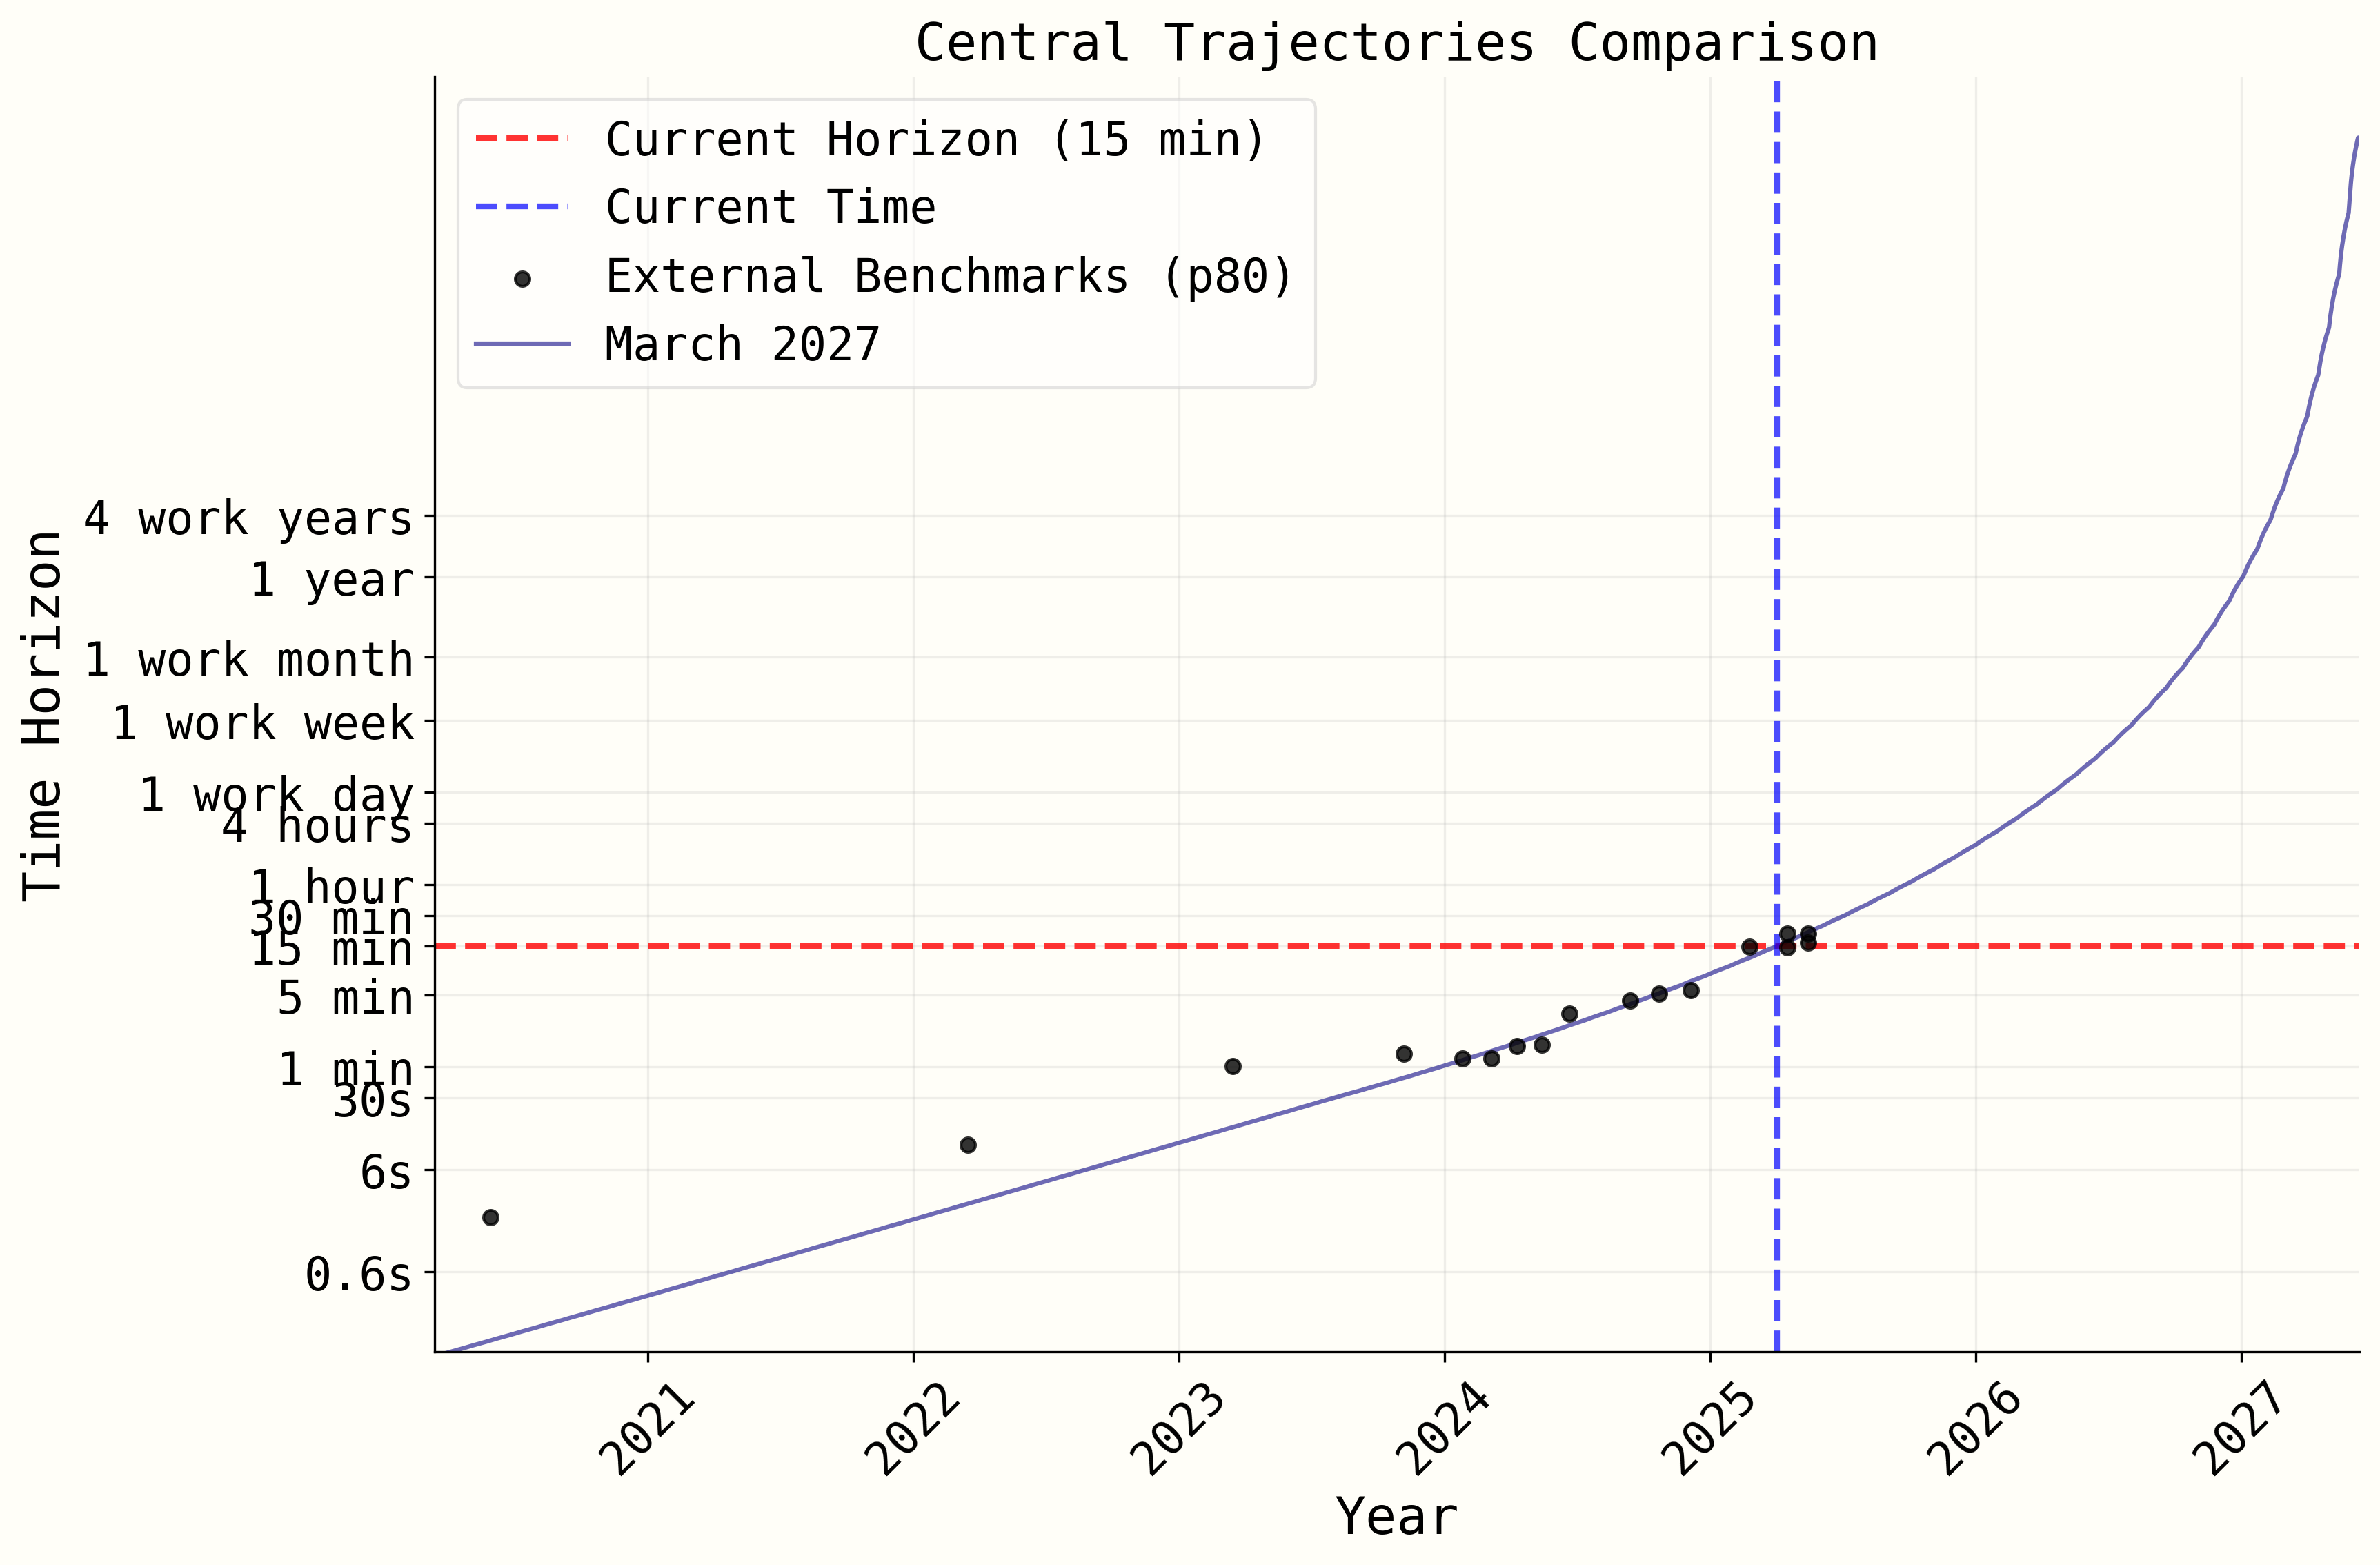 Central Trajectories Comparison
Current Horizon (15 min)
Current Time
External Benchmarks (p80)
March 2027
Time Horizon
4 work years
1 year
1 work month
1 work week
1 work day
4 hours
1 hour
30 min
15 min
5 min
1 min
30s
6s
0.6s
2021
2022
2023
2024
2025
2026
2027
Year